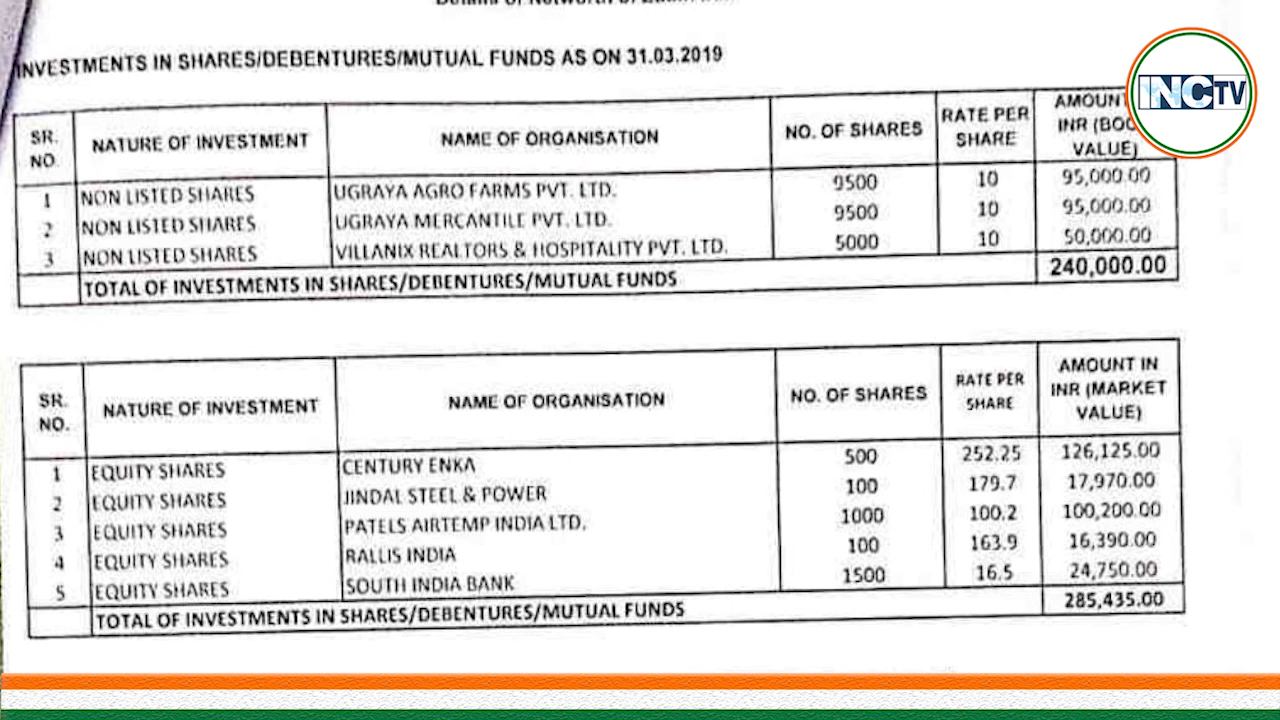 INVESTMENTS IN SHARES/DEBENTURES/MUTUAL FUNDS AS ON 31.03.2019
INCTV
SR. NO. NATURE OF INVESTMENT NAME OF ORGANISATION NO. OF SHARES RATE PER SHARE AMOUNT INR (BOO VALUE)
1 NON LISTED SHARES UGRAYA AGRO FARMS PVT. LTD. 9500 10 95,000.00
2 NON LISTED SHARES UGRAYA MERCANTILE PVT. LTD. 9500 10 95,000.00
3 NON LISTED SHARES VILLANIX REALTORS & HOSPITALITY PVT. LTD. 5000 10 50,000.00
TOTAL OF INVESTMENTS IN SHARES/DEBENTURES/MUTUAL FUNDS 240,000.00
SR. NO. NATURE OF INVESTMENT NAME OF ORGANISATION NO. OF SHARES RATE PER SHARE AMOUNT IN INR (MARKET VALUE)
1 EQUITY SHARES CENTURY ENKA 500 252.25 126,125.00
2 EQUITY SHARES JINDAL STEEL & POWER 100 179.7 17,970.00
3 EQUITY SHARES PATELS AIRTEMP INDIA LTD. 1000 100.2 100,200.00
4 EQUITY SHARES RALLIS INDIA 100 163.9 16,390.00
5 EQUITY SHARES SOUTH INDIA BANK 1500 16.5 24,750.00
TOTAL OF INVESTMENTS IN SHARES/DEBENTURES/MUTUAL FUNDS 285,435.00